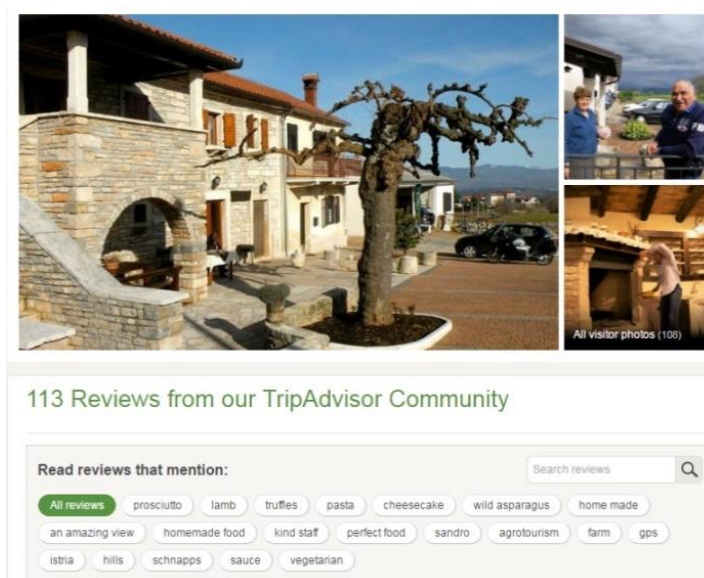 All visitor photos (108)
113 Reviews from our TripAdvisor Community
Read reviews that mention:
Search reviews
All reviews prosciutto lamb truffles pasta cheesecake wild asparagus home made
an amazing view homemade food kind staff perfect food sandro agrotourism farm gps
istria hills schnapps sauce vegetarian